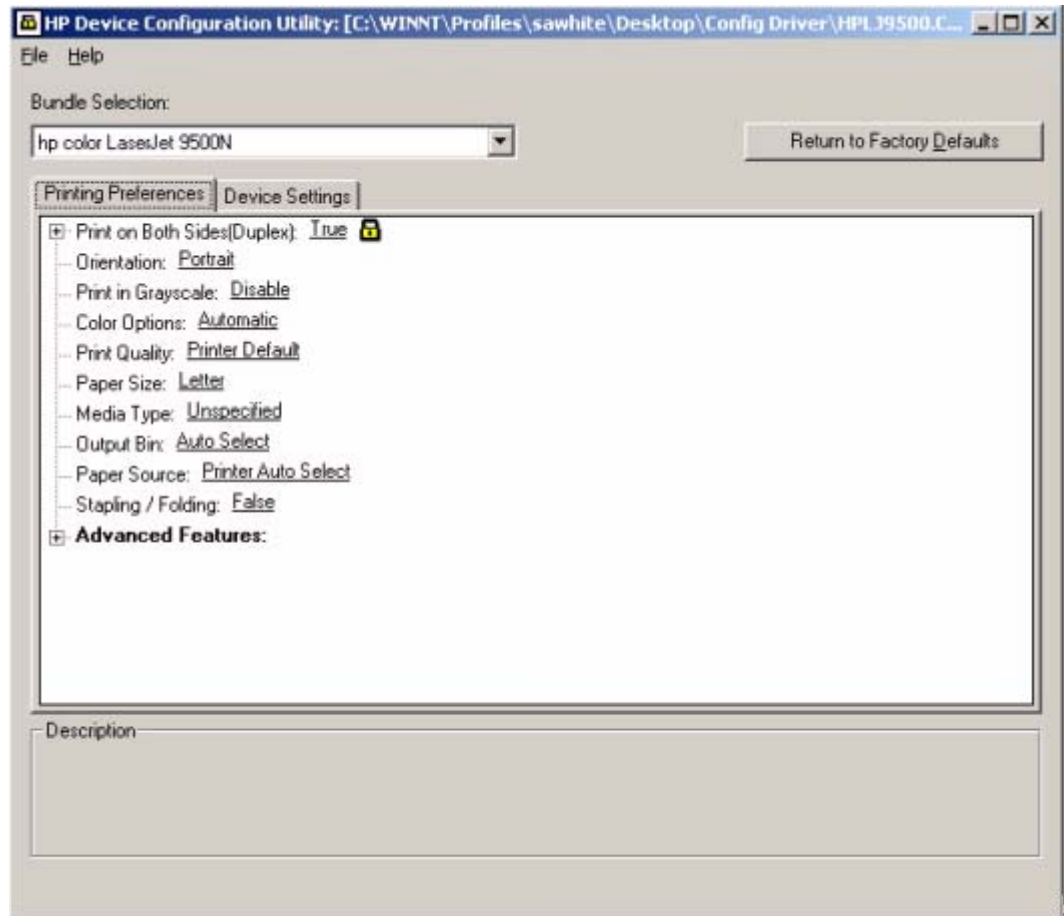 HP Device Configuration Utility: [C:\WINNT\Profiles\sawhite\Desktop\Config Driver\HPLJ9500.C...
File Help
Bundle Selection:
hp color LaserJet 9500N
Return to Factory Defaults
Printing Preferences Device Settings
Print on Both Sides(Duplex): True
Orientation: Portrait
Print in Grayscale: Disable
Color Options: Automatic
Print Quality: Printer Default
Paper Size: Letter
Media Type: Unspecified
Output Bin: Auto Select
Paper Source: Printer Auto Select
Stapling / Folding: False
Advanced Features:
Description